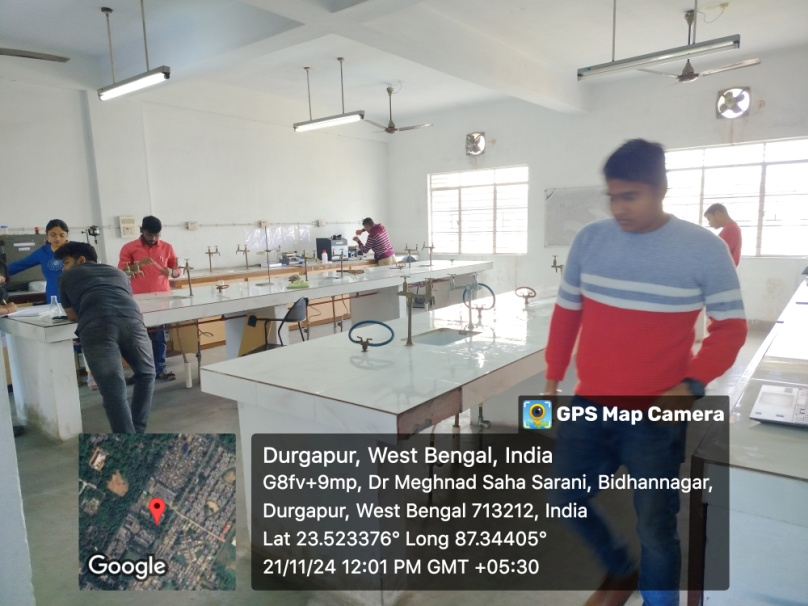 GPS Map Camera
Durgapur, West Bengal, India
G8fv+9mp, Dr Meghnad Saha Sarani, Bidhannagar,
Durgapur, West Bengal 713212, India
Lat 23.523376° Long 87.34405°
21/11/24 12:01 PM GMT +05:30
Google